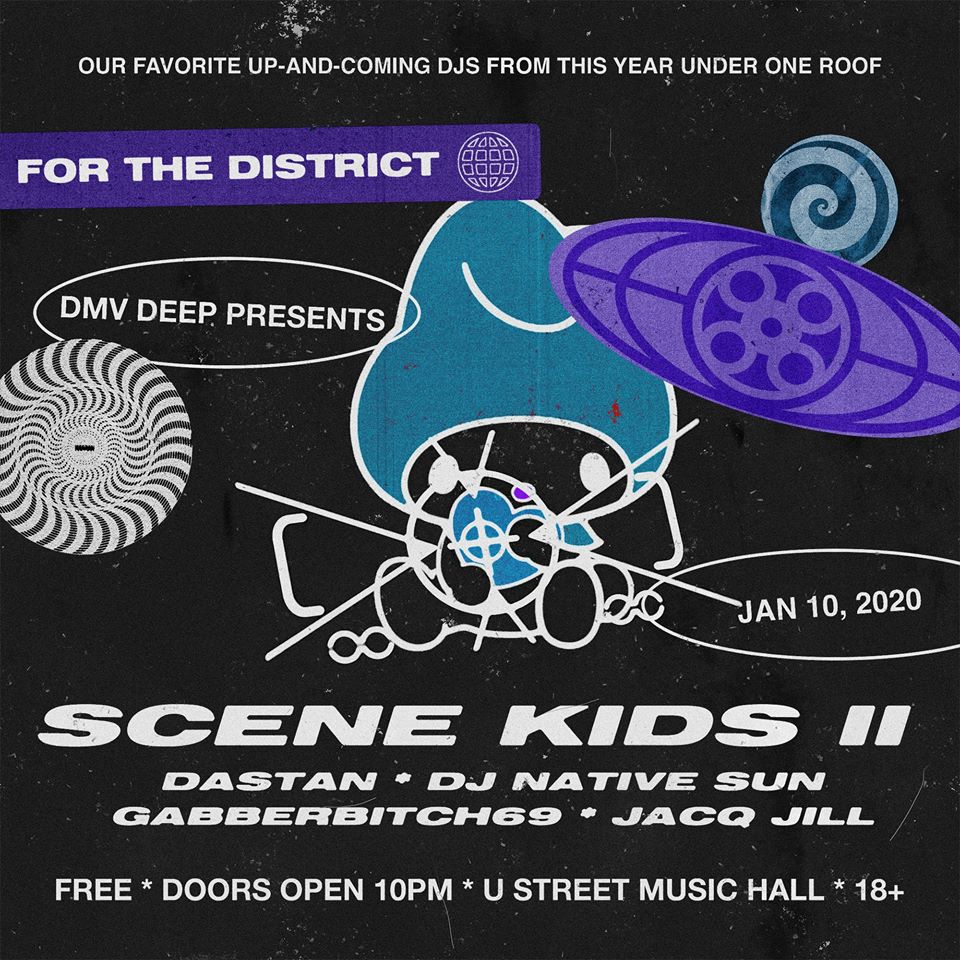 OUR FAVORITE UP-AND-COMING DJS FROM THIS YEAR UNDER ONE ROOF
FOR THE DISTRICT
DMV DEEP PRESENTS
JAN 10, 2020
SCENE KIDS II
DASTAN * DJ NATIVE SUN
GABBERBITCH69 * JACQ JILL
FREE * DOORS OPEN 10PM * U STREET MUSIC HALL * 18+